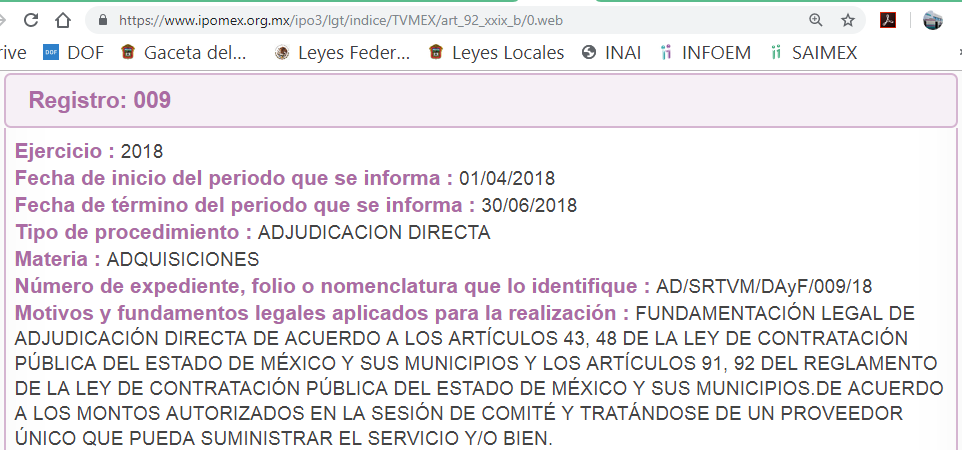 https://www.ipomex.org.mx/ipo3/lgt/indice/TVMEX/art_92_xxix_b/0.web
rive DOF DOF Gaceta del... Leyes Feder... Leyes Locales INAI INFOEM SAIMEX
Registro: 009
Ejercicio : 2018
Fecha de inicio del periodo que se informa : 01/04/2018
Fecha de término del periodo que se informa : 30/06/2018
Tipo de procedimiento : ADJUDICACION DIRECTA
Materia : ADQUISICIONES
Número de expediente, folio o nomenclatura que lo identifique : AD/SRTVM/DAyF/009/18
Motivos y fundamentos legales aplicados para la realización : FUNDAMENTACIÓN LEGAL DE
ADJUDICACIÓN DIRECTA DE ACUERDO A LOS ARTÍCULOS 43, 48 DE LA LEY DE CONTRATACIÓN
PÚBLICA DEL ESTADO DE MÉXICO Y SUS MUNICIPIOS Y LOS ARTÍCULOS 91, 92 DEL REGLAMENTO
DE LA LEY DE CONTRATACIÓN PÚBLICA DEL ESTADO DE MÉXICO Y SUS MUNICIPIOS.DE ACUERDO
A LOS MONTOS AUTORIZADOS EN LA SESIÓN DE COMITÉ Y TRATÁNDOSE DE UN PROVEEDOR
ÚNICO QUE PUEDA SUMINISTRAR EL SERVICIO Y/O BIEN.